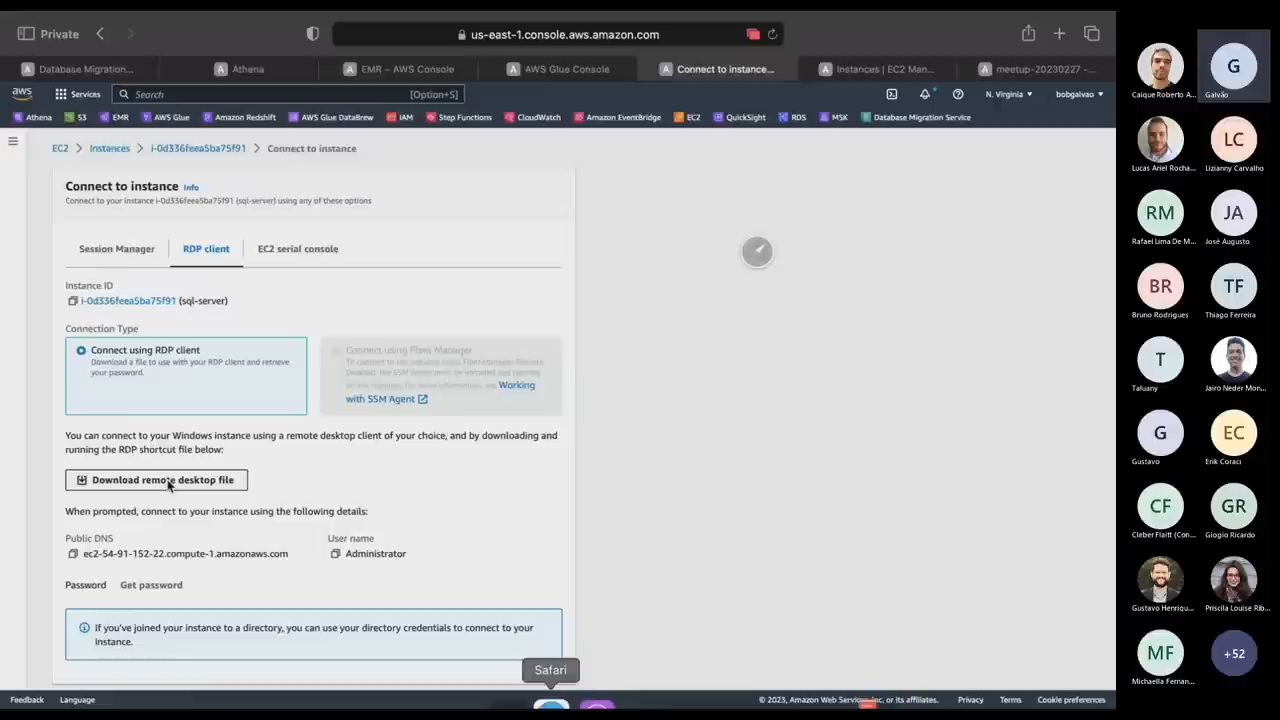 Private
us-east-1.console.aws.amazon.com
Database Migration...
Athena
EMR – AWS Console
AWS Glue Console
Connect to instance...
Instances | EC2 Man...
meetup-20230227 -...
aws
Services
Search
[Option+S]
N. Virginia
bobgalvao
Athena
S3
EMR
AWS Glue
Amazon Redshift
AWS Glue DataBrew
IAM
Step Functions
CloudWatch
Amazon EventBridge
EC2
QuickSight
RDS
MSK
Database Migration Service
EC2 > Instances > i-0d336feea5ba75f91 > Connect to instance
Connect to instance Info
Connect to your instance i-0d336feea5ba75f91 (sql-server) using any of these options
Session Manager
RDP client
EC2 serial console
Instance ID
i-0d336feea5ba75f91 (sql-server)
Connection Type
Connect using RDP client
Download a file to use with your RDP client and retrieve
your password.
Connect using Fleet Manager
Working
with SSM Agent
You can connect to your Windows instance using a remote desktop client of your choice, and by downloading and
running the RDP shortcut file below:
Download remote desktop file
When prompted, connect to your instance using the following details:
Public DNS
ec2-54-91-152-22.compute-1.amazonaws.com
User name
Administrator
Password
Get password
If you've joined your instance to a directory, you can use your directory credentials to connect to your
instance.
Safari
Feedback
Language
© 2023, Amazon Web Services, Inc. or its affiliates.
Privacy
Terms
Cookie preferences
Caique Roberto A...
G
Galvão
Lucas Ariel Rocha...
LC
Lizianny Carvalho
RM
Rafael Lima De M...
JA
José Augusto
BR
Bruno Rodrigues
TF
Thiago Ferreira
T
Taluany
Jairo Neder Mon...
G
Gustavo
EC
Erik Coraci
CF
Cleber Flaitt (Con...
GR
Giogio Ricardo
Gustavo Henriqu...
Priscila Louise Rib...
MF
Michaella Fernan...
+52